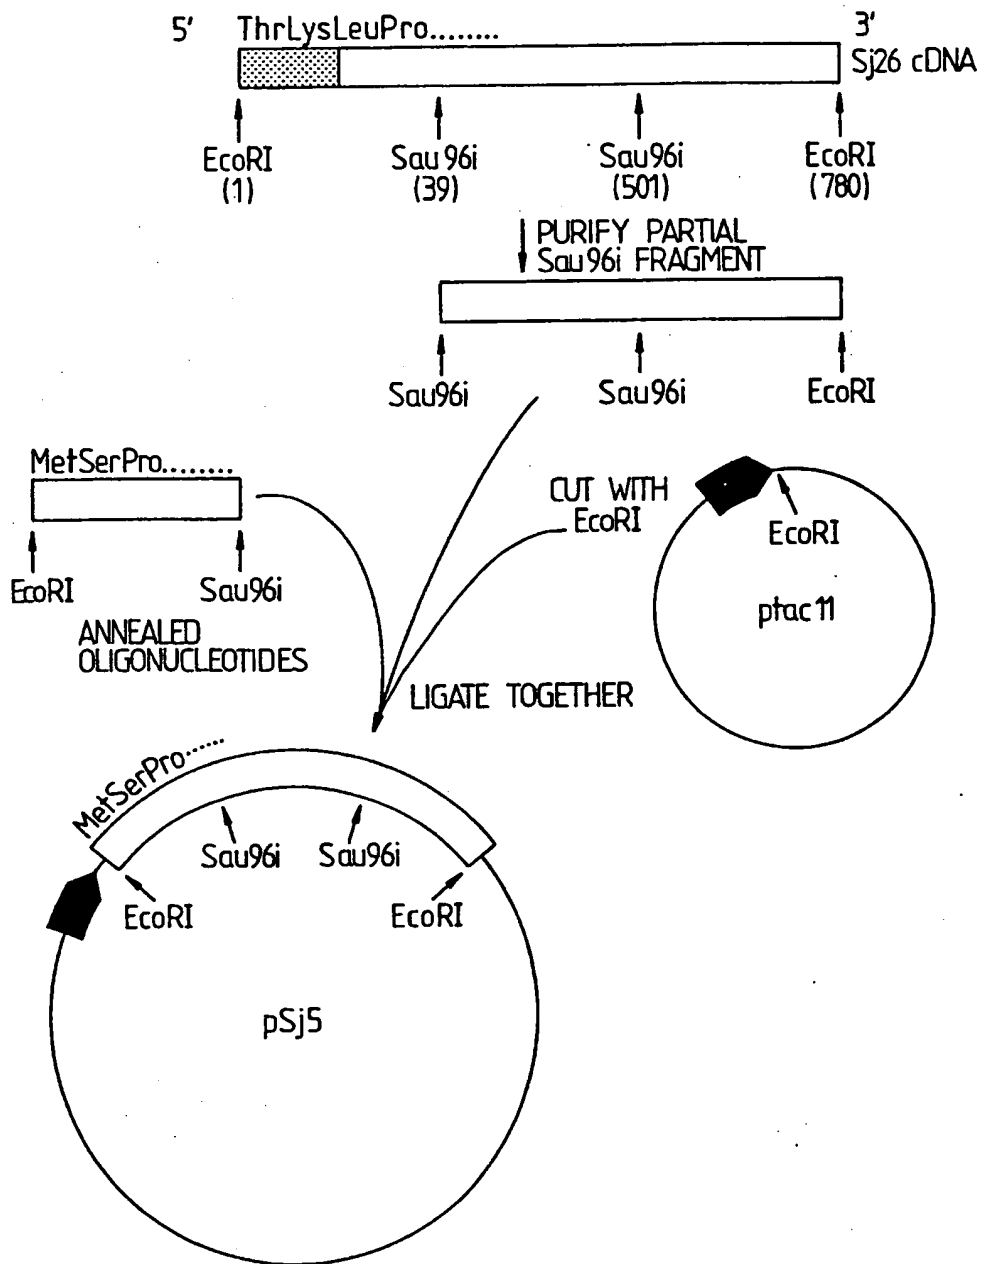 5' ThrLysLeuPro........ 3'
Sj26 cDNA
EcoRI Sau96i Sau96i EcoRI
(1) (39) (501) (780)
PURIFY PARTIAL
Sau96i FRAGMENT
Sau96i Sau96i EcoRI
MetSerPro........
EcoRI Sau96i
ANNEALED
OLIGONUCLEOTIDES
CUT WITH
EcoRI
EcoRI
ptac11
LIGATE TOGETHER
MetSerPro......
Sau96i Sau96i
EcoRI EcoRI
pSj5